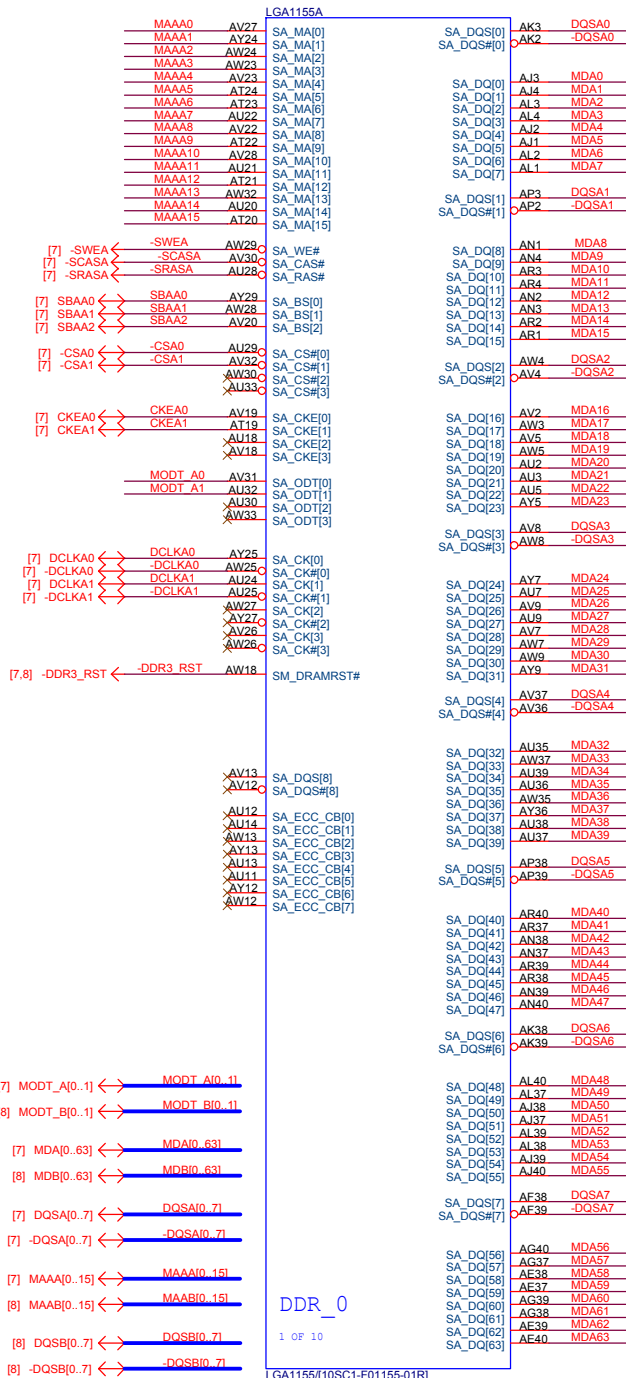 LGA1155A
MAAA0 AV27 SA_MA[0]
MAAA1 AY24 SA_MA[1]
MAAA2 AW24 SA_MA[2]
MAAA3 AW23 SA_MA[3]
MAAA4 AV23 SA_MA[4]
MAAA5 AT24 SA_MA[5]
MAAA6 AT23 SA_MA[6]
MAAA7 AU22 SA_MA[7]
MAAA8 AV22 SA_MA[8]
MAAA9 AT22 SA_MA[9]
MAAA10 AV28 SA_MA[10]
MAAA11 AU21 SA_MA[11]
MAAA12 AT21 SA_MA[12]
MAAA13 AW32 SA_MA[13]
MAAA14 AU20 SA_MA[14]
MAAA15 AT20 SA_MA[15]
[7] -SWEA -SWEA AW29 SA_WE#
[7] -SCASA -SCASA AV30 SA_CAS#
[7] -SRASA -SRASA AU28 SA_RAS#
[7] SBAA0 SBAA0 AY29 SA_BS[0]
[7] SBAA1 SBAA1 AW28 SA_BS[1]
[7] SBAA2 SBAA2 AV20 SA_BS[2]
[7] -CSA0 -CSA0 AU29 SA_CS#[0]
[7] -CSA1 -CSA1 AV32 SA_CS#[1]
AW30 SA_CS#[2]
AU33 SA_CS#[3]
[7] CKEA0 CKEA0 AV19 SA_CKE[0]
[7] CKEA1 CKEA1 AT19 SA_CKE[1]
AU18 SA_CKE[2]
AV18 SA_CKE[3]
MODT_A0 AV31 SA_ODT[0]
MODT_A1 AU32 SA_ODT[1]
AU30 SA_ODT[2]
AW33 SA_ODT[3]
[7] DCLKA0 DCLKA0 AY25 SA_CK[0]
[7] -DCLKA0 -DCLKA0 AW25 SA_CK#[0]
[7] DCLKA1 DCLKA1 AU24 SA_CK[1]
[7] -DCLKA1 -DCLKA1 AU25 SA_CK#[1]
AW27 SA_CK[2]
AY27 SA_CK#[2]
AV26 SA_CK[3]
AW26 SA_CK#[3]
[7,8] -DDR3_RST -DDR3_RST AW18 SM_DRAMRST#
AV13 SA_DQS[8]
AV12 SA_DQS#[8]
AU12 SA_ECC_CB[0]
AU14 SA_ECC_CB[1]
AW13 SA_ECC_CB[2]
AY13 SA_ECC_CB[3]
AU13 SA_ECC_CB[4]
AU11 SA_ECC_CB[5]
AY12 SA_ECC_CB[6]
AW12 SA_ECC_CB[7]
7] MODT_A[0..1] MODT_A[0..1]
8] MODT_B[0..1] MODT_B[0..1]
[7] MDA[0..63] MDA[0..63]
[8] MDB[0..63] MDB[0..63]
[7] DQSA[0..7] DQSA[0..7]
[7] -DQSA[0..7] -DQSA[0..7]
[7] MAAA[0..15] MAAA[0..15]
[8] MAAB[0..15] MAAB[0..15]
[8] DQSB[0..7] DQSB[0..7]
[8] -DQSB[0..7] -DQSB[0..7]
SA_DQS[0] AK3 DQSA0
SA_DQS#[0] AK2 -DQSA0
SA_DQ[0] AJ3 MDA0
SA_DQ[1] AJ4 MDA1
SA_DQ[2] AL3 MDA2
SA_DQ[3] AL4 MDA3
SA_DQ[4] AJ2 MDA4
SA_DQ[5] AJ1 MDA5
SA_DQ[6] AL2 MDA6
SA_DQ[7] AL1 MDA7
SA_DQS[1] AP3 DQSA1
SA_DQS#[1] AP2 -DQSA1
SA_DQ[8] AN1 MDA8
SA_DQ[9] AN4 MDA9
SA_DQ[10] AR3 MDA10
SA_DQ[11] AR4 MDA11
SA_DQ[12] AN2 MDA12
SA_DQ[13] AN3 MDA13
SA_DQ[14] AR2 MDA14
SA_DQ[15] AR1 MDA15
SA_DQS[2] AW4 DQSA2
SA_DQS#[2] AV4 -DQSA2
SA_DQ[16] AV2 MDA16
SA_DQ[17] AW3 MDA17
SA_DQ[18] AV5 MDA18
SA_DQ[19] AW5 MDA19
SA_DQ[20] AU2 MDA20
SA_DQ[21] AU3 MDA21
SA_DQ[22] AU5 MDA22
SA_DQ[23] AY5 MDA23
SA_DQS[3] AV8 DQSA3
SA_DQS#[3] AW8 -DQSA3
SA_DQ[24] AY7 MDA24
SA_DQ[25] AU7 MDA25
SA_DQ[26] AV9 MDA26
SA_DQ[27] AU9 MDA27
SA_DQ[28] AV7 MDA28
SA_DQ[29] AW7 MDA29
SA_DQ[30] AW9 MDA30
SA_DQ[31] AY9 MDA31
SA_DQS[4] AV37 DQSA4
SA_DQS#[4] AV36 -DQSA4
SA_DQ[32] AU35 MDA32
SA_DQ[33] AW37 MDA33
SA_DQ[34] AU39 MDA34
SA_DQ[35] AU36 MDA35
SA_DQ[36] AW35 MDA36
SA_DQ[37] AY36 MDA37
SA_DQ[38] AU38 MDA38
SA_DQ[39] AU37 MDA39
SA_DQS[5] AP38 DQSA5
SA_DQS#[5] AP39 -DQSA5
SA_DQ[40] AR40 MDA40
SA_DQ[41] AR37 MDA41
SA_DQ[42] AN38 MDA42
SA_DQ[43] AN37 MDA43
SA_DQ[44] AR39 MDA44
SA_DQ[45] AR38 MDA45
SA_DQ[46] AN39 MDA46
SA_DQ[47] AN40 MDA47
SA_DQS[6] AK38 DQSA6
SA_DQS#[6] AK39 -DQSA6
SA_DQ[48] AL40 MDA48
SA_DQ[49] AL37 MDA49
SA_DQ[50] AJ38 MDA50
SA_DQ[51] AJ37 MDA51
SA_DQ[52] AL39 MDA52
SA_DQ[53] AL38 MDA53
SA_DQ[54] AJ39 MDA54
SA_DQ[55] AJ40 MDA55
SA_DQS[7] AF38 DQSA7
SA_DQS#[7] AF39 -DQSA7
SA_DQ[56] AG40 MDA56
SA_DQ[57] AG37 MDA57
SA_DQ[58] AE38 MDA58
SA_DQ[59] AE37 MDA59
SA_DQ[60] AG39 MDA60
SA_DQ[61] AG38 MDA61
SA_DQ[62] AE39 MDA62
SA_DQ[63] AE40 MDA63
DDR_0
1 OF 10
LGA1155/[10SC1-F01155-01R]